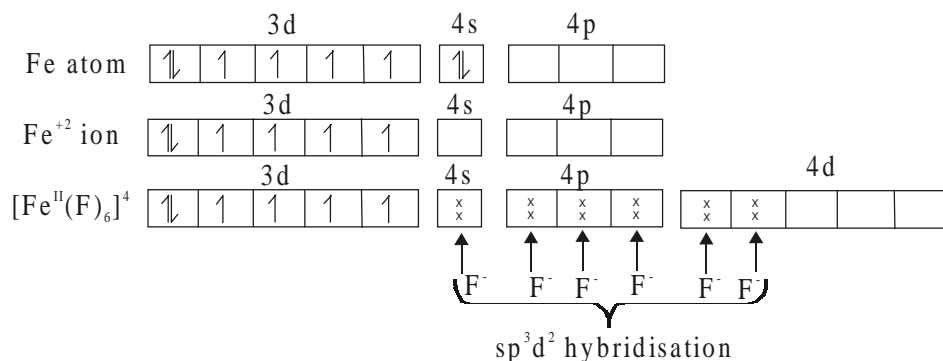 3d 4s 4p
Fe atom
3d 4s 4p
Fe⁺² ion
3d 4s 4p 4d
[Feᴵᴵ(F)₆]⁴ x x x x x x x x x x x x
F⁻ F⁻ F⁻ F⁻ F⁻ F⁻
sp³d² hybridisation